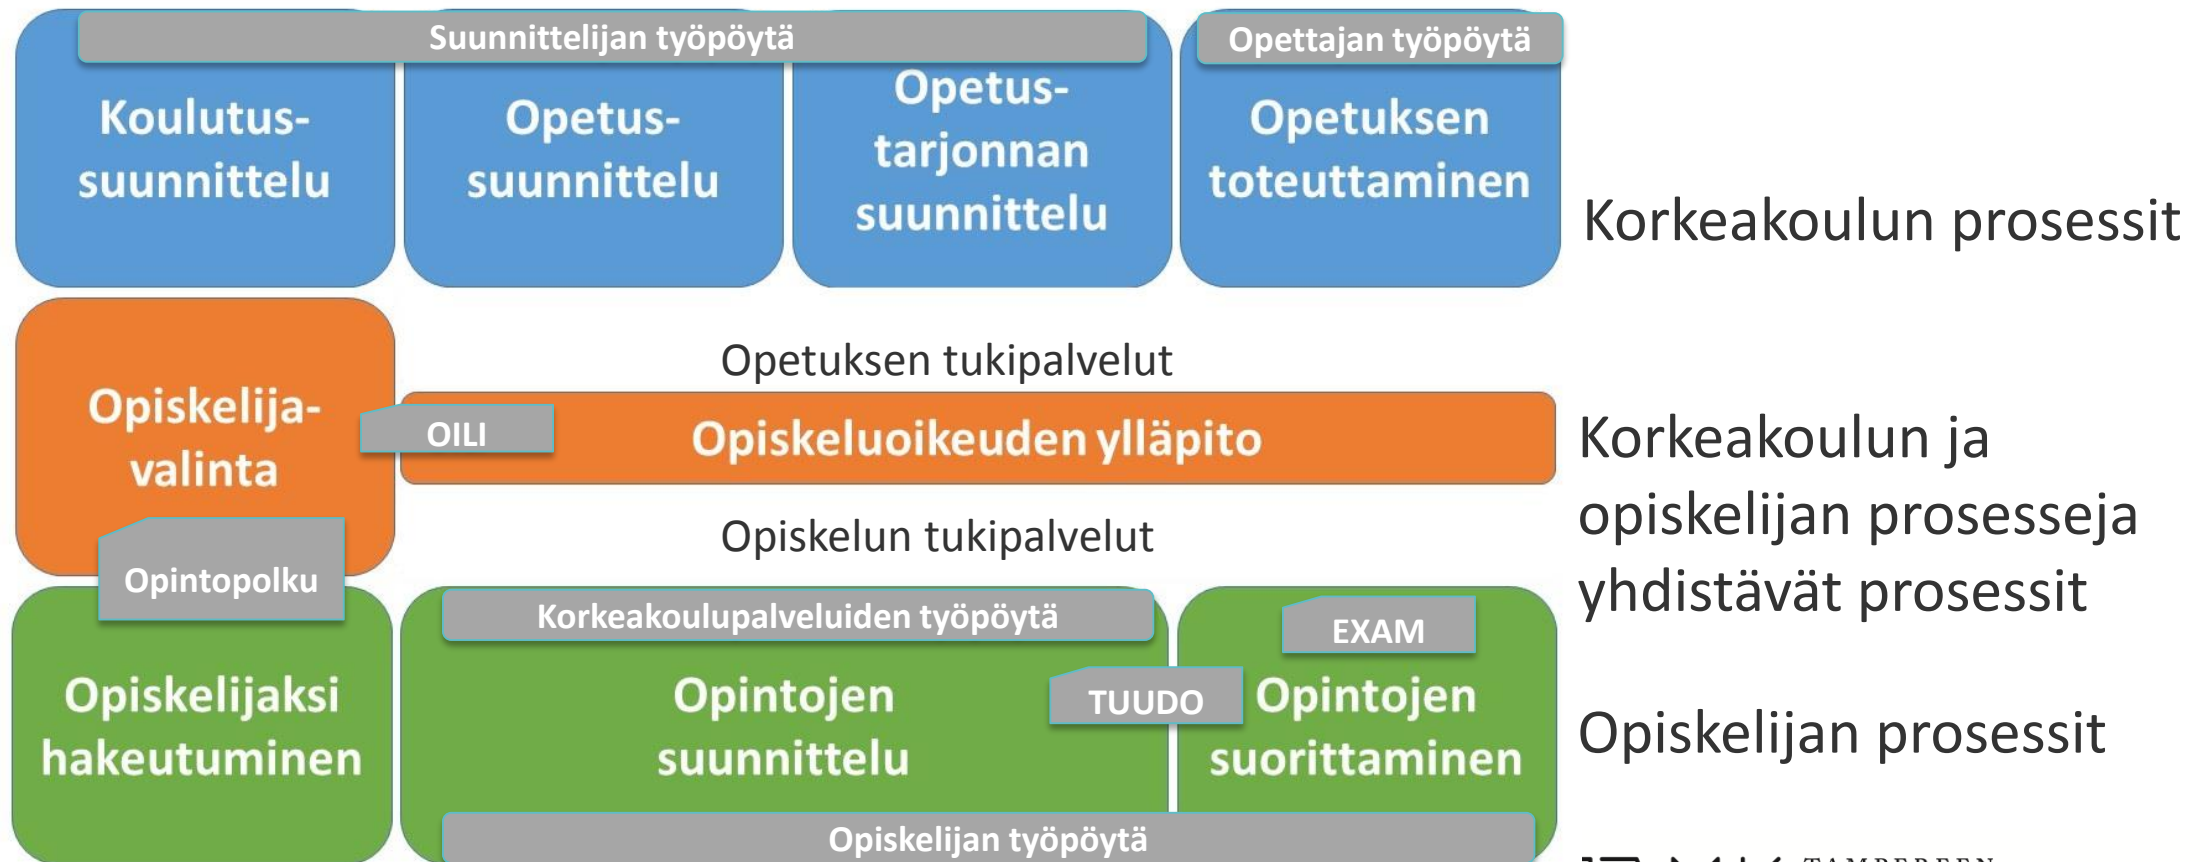 Suunnittelijan työpöytä
Opettajan työpöytä
Koulutus-
suunnittelu
Opetus-
suunnittelu
Opetus-
tarjonnan
suunnittelu
Opetuksen
toteuttaminen
Korkeakoulun prosessit
Opiskelija-
valinta
Opetuksen tukipalvelut
OILI
Opiskeluoikeuden ylläpito
Opiskelun tukipalvelut
Korkeakoulun ja
opiskelijan prosesseja
yhdistävät prosessit
Opintopolku
Korkeakoulupalveluiden työpöytä
EXAM
Opiskelijaksi
hakeutuminen
Opintojen
suunnittelu
TUUDO
Opintojen
suorittaminen
Opiskelijan prosessit
Opiskelijan työpöytä
TAMPEREEN